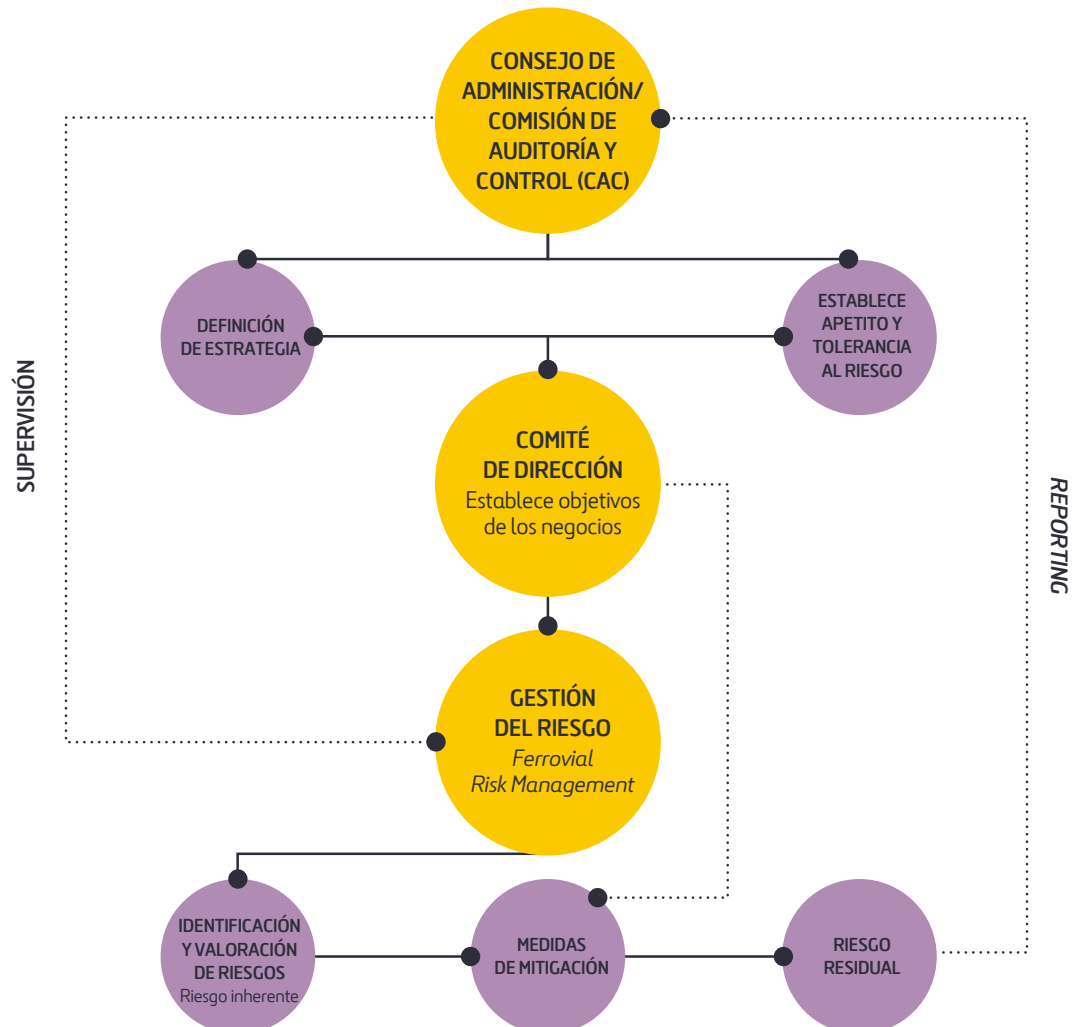 CONSEJO DE
ADMINISTRACIÓN/
COMISIÓN DE
AUDITORÍA Y
CONTROL (CAC)
DEFINICIÓN
DE ESTRATEGIA
ESTABLECE
APETITO Y
TOLERANCIA
AL RIESGO
SUPERVISIÓN
COMITÉ
DE DIRECCIÓN
Establece objetivos
de los negocios
REPORTING
GESTIÓN
DEL RIESGO
Ferrovial
Risk Management
IDENTIFICACIÓN
Y VALORACIÓN
DE RIESGOS
Riesgo inherente
MEDIDAS
DE MITIGACIÓN
RIESGO
RESIDUAL